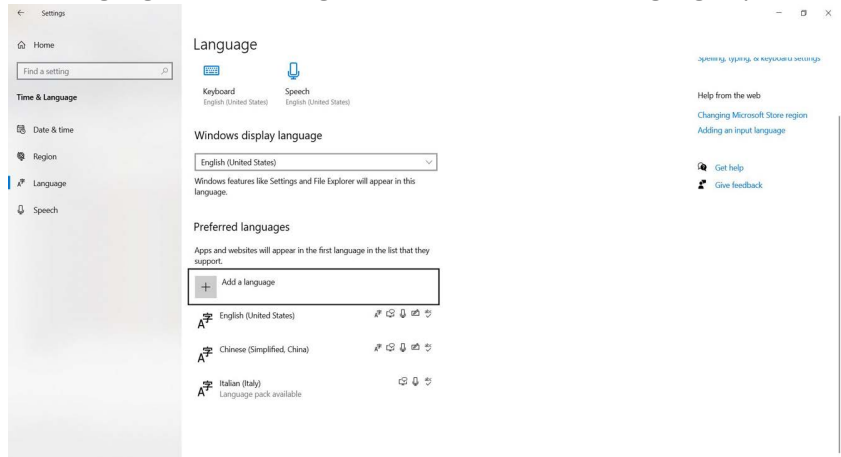 Settings
Home
Find a setting
Time & Language
Date & time
Region
Language
Speech
Language
Keyboard
English (United States)
Speech
English (United States)
Windows display language
English (United States)
Windows features like Settings and File Explorer will appear in this
language.
Preferred languages
Apps and websites will appear in the first language in the list that they
support.
Add a language
English (United States)
Chinese (Simplified, China)
Italian (Italy)
Language pack available
Spelling, typing, & keyboard settings
Help from the web
Changing Microsoft Store region
Adding an input language
Get help
Give feedback